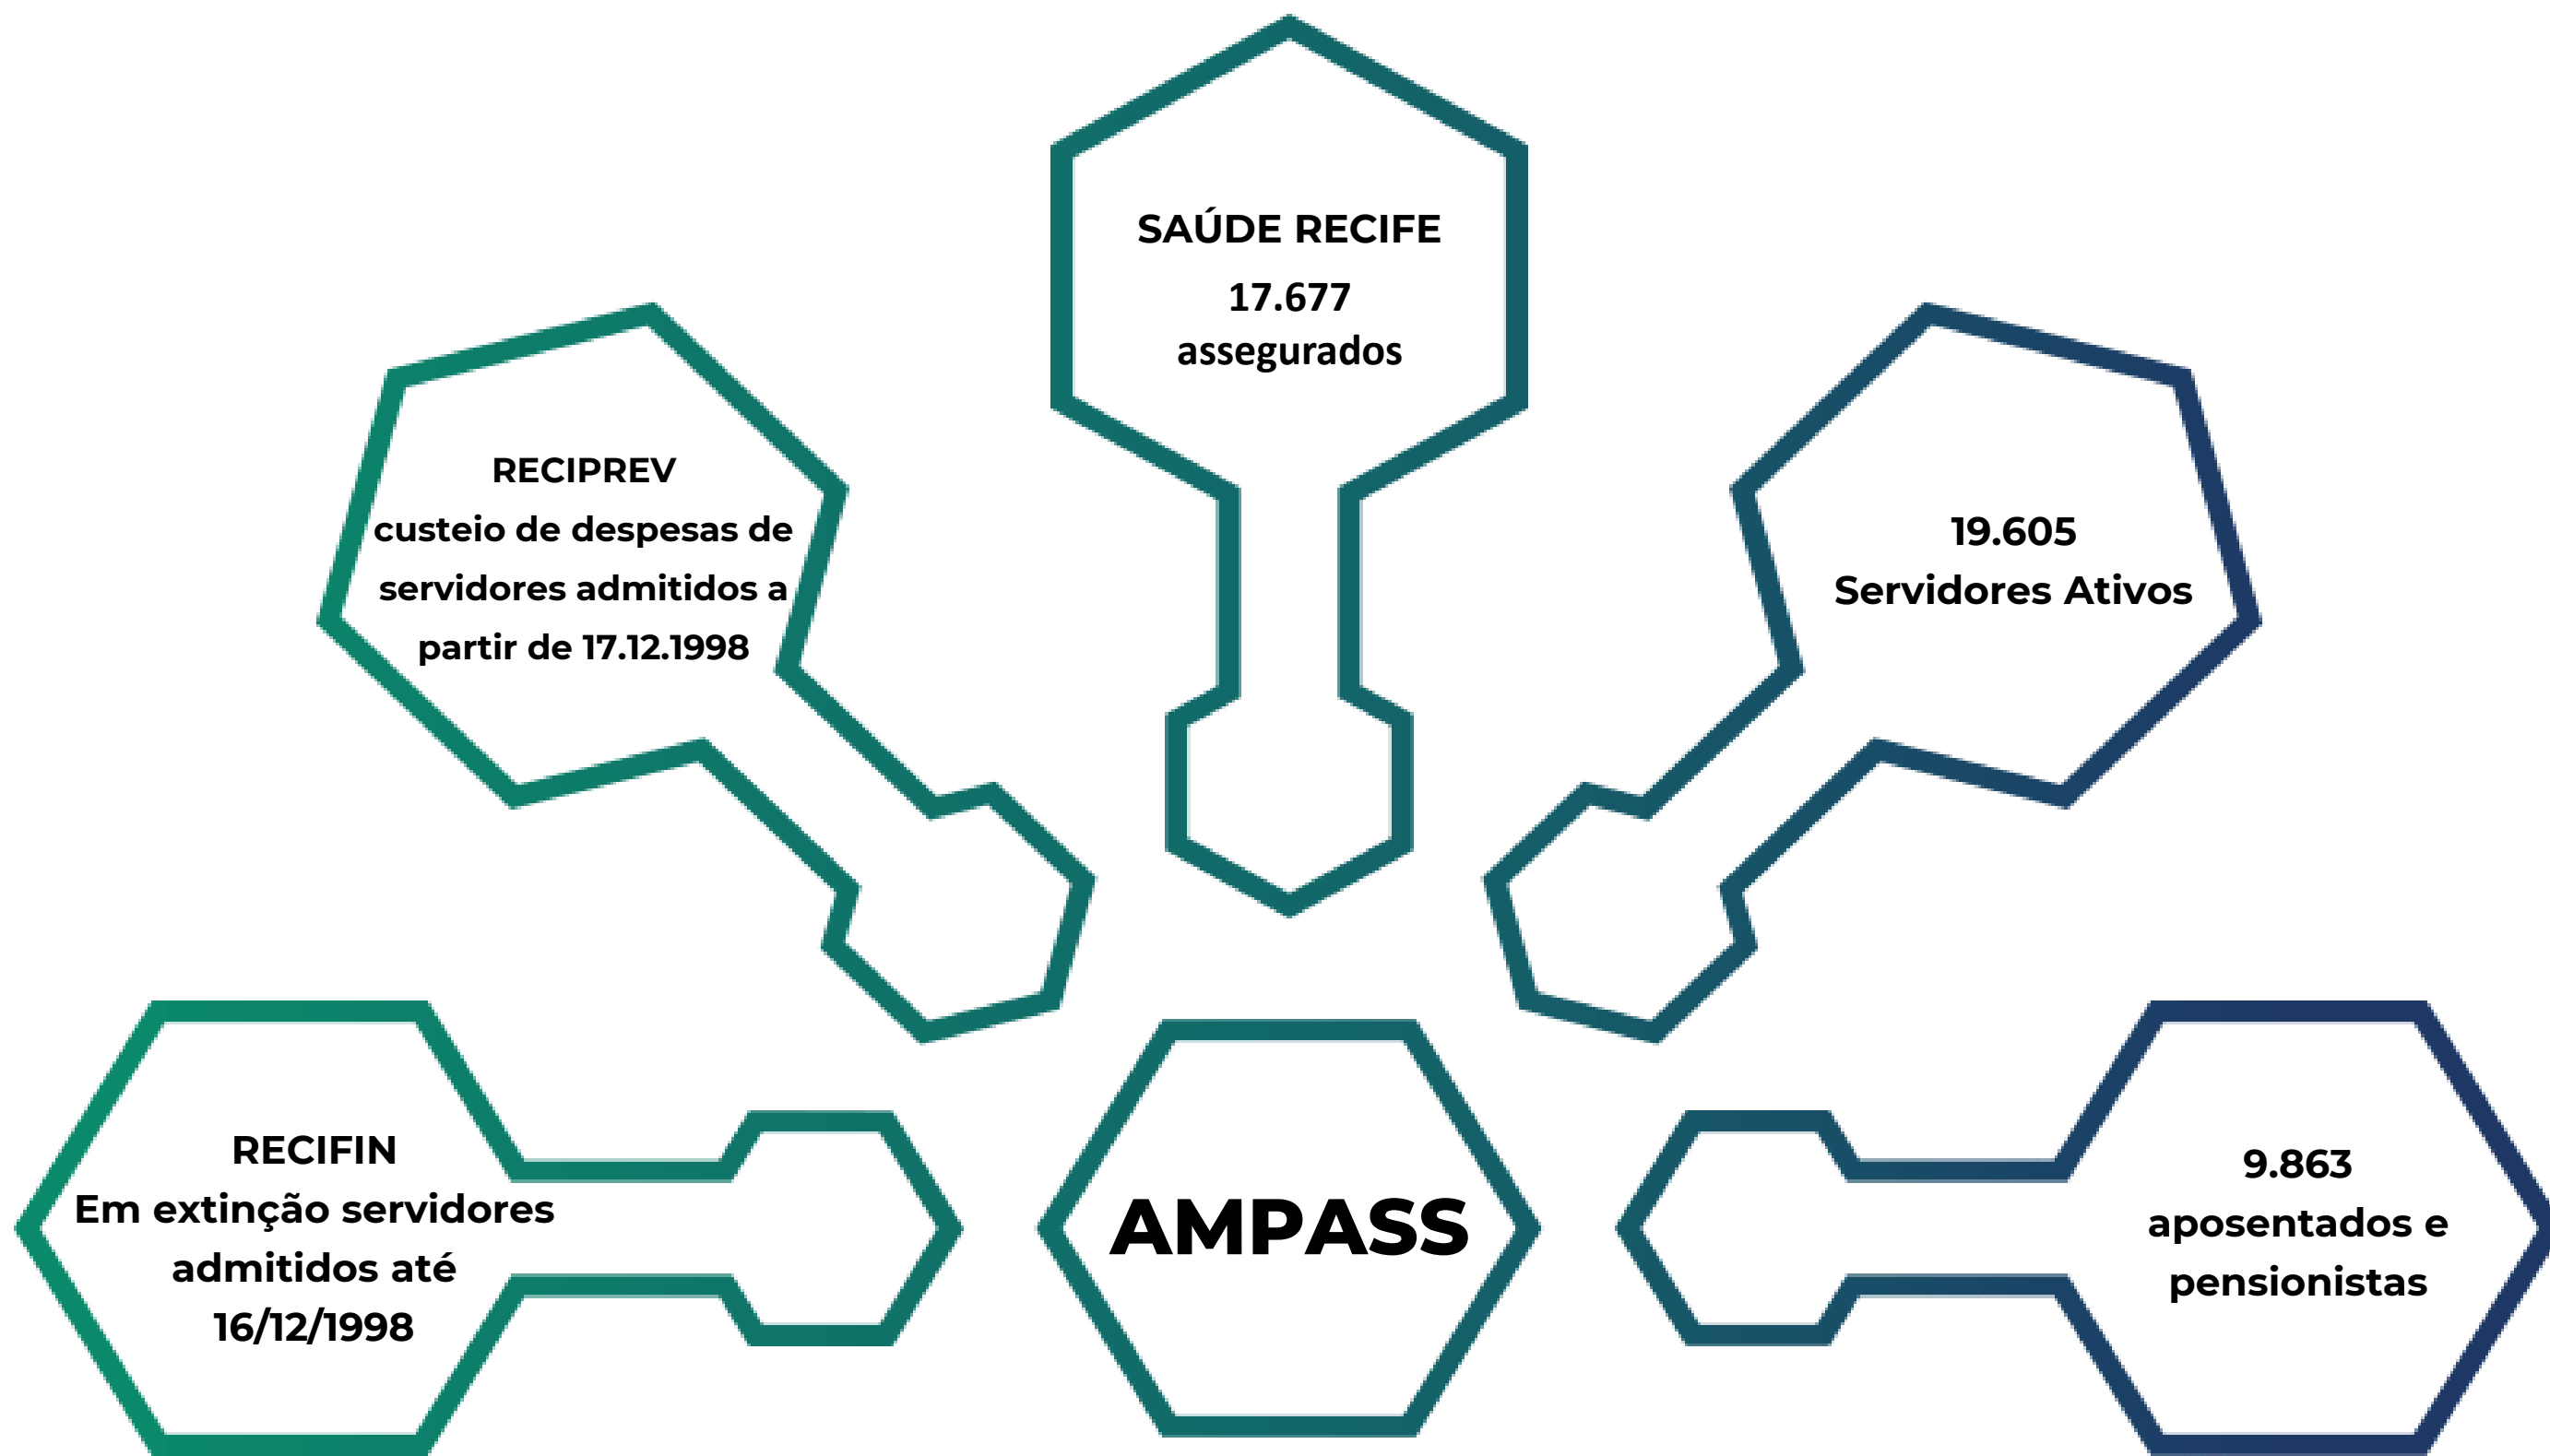 SAÚDE RECIFE
17.677
assegurados
RECIPREV
custeio de despesas de
servidores admitidos a
partir de 17.12.1998
19.605
Servidores Ativos
RECIFIN
Em extinção servidores
admitidos até
16/12/1998
AMPASS
9.863
aposentados e
pensionistas